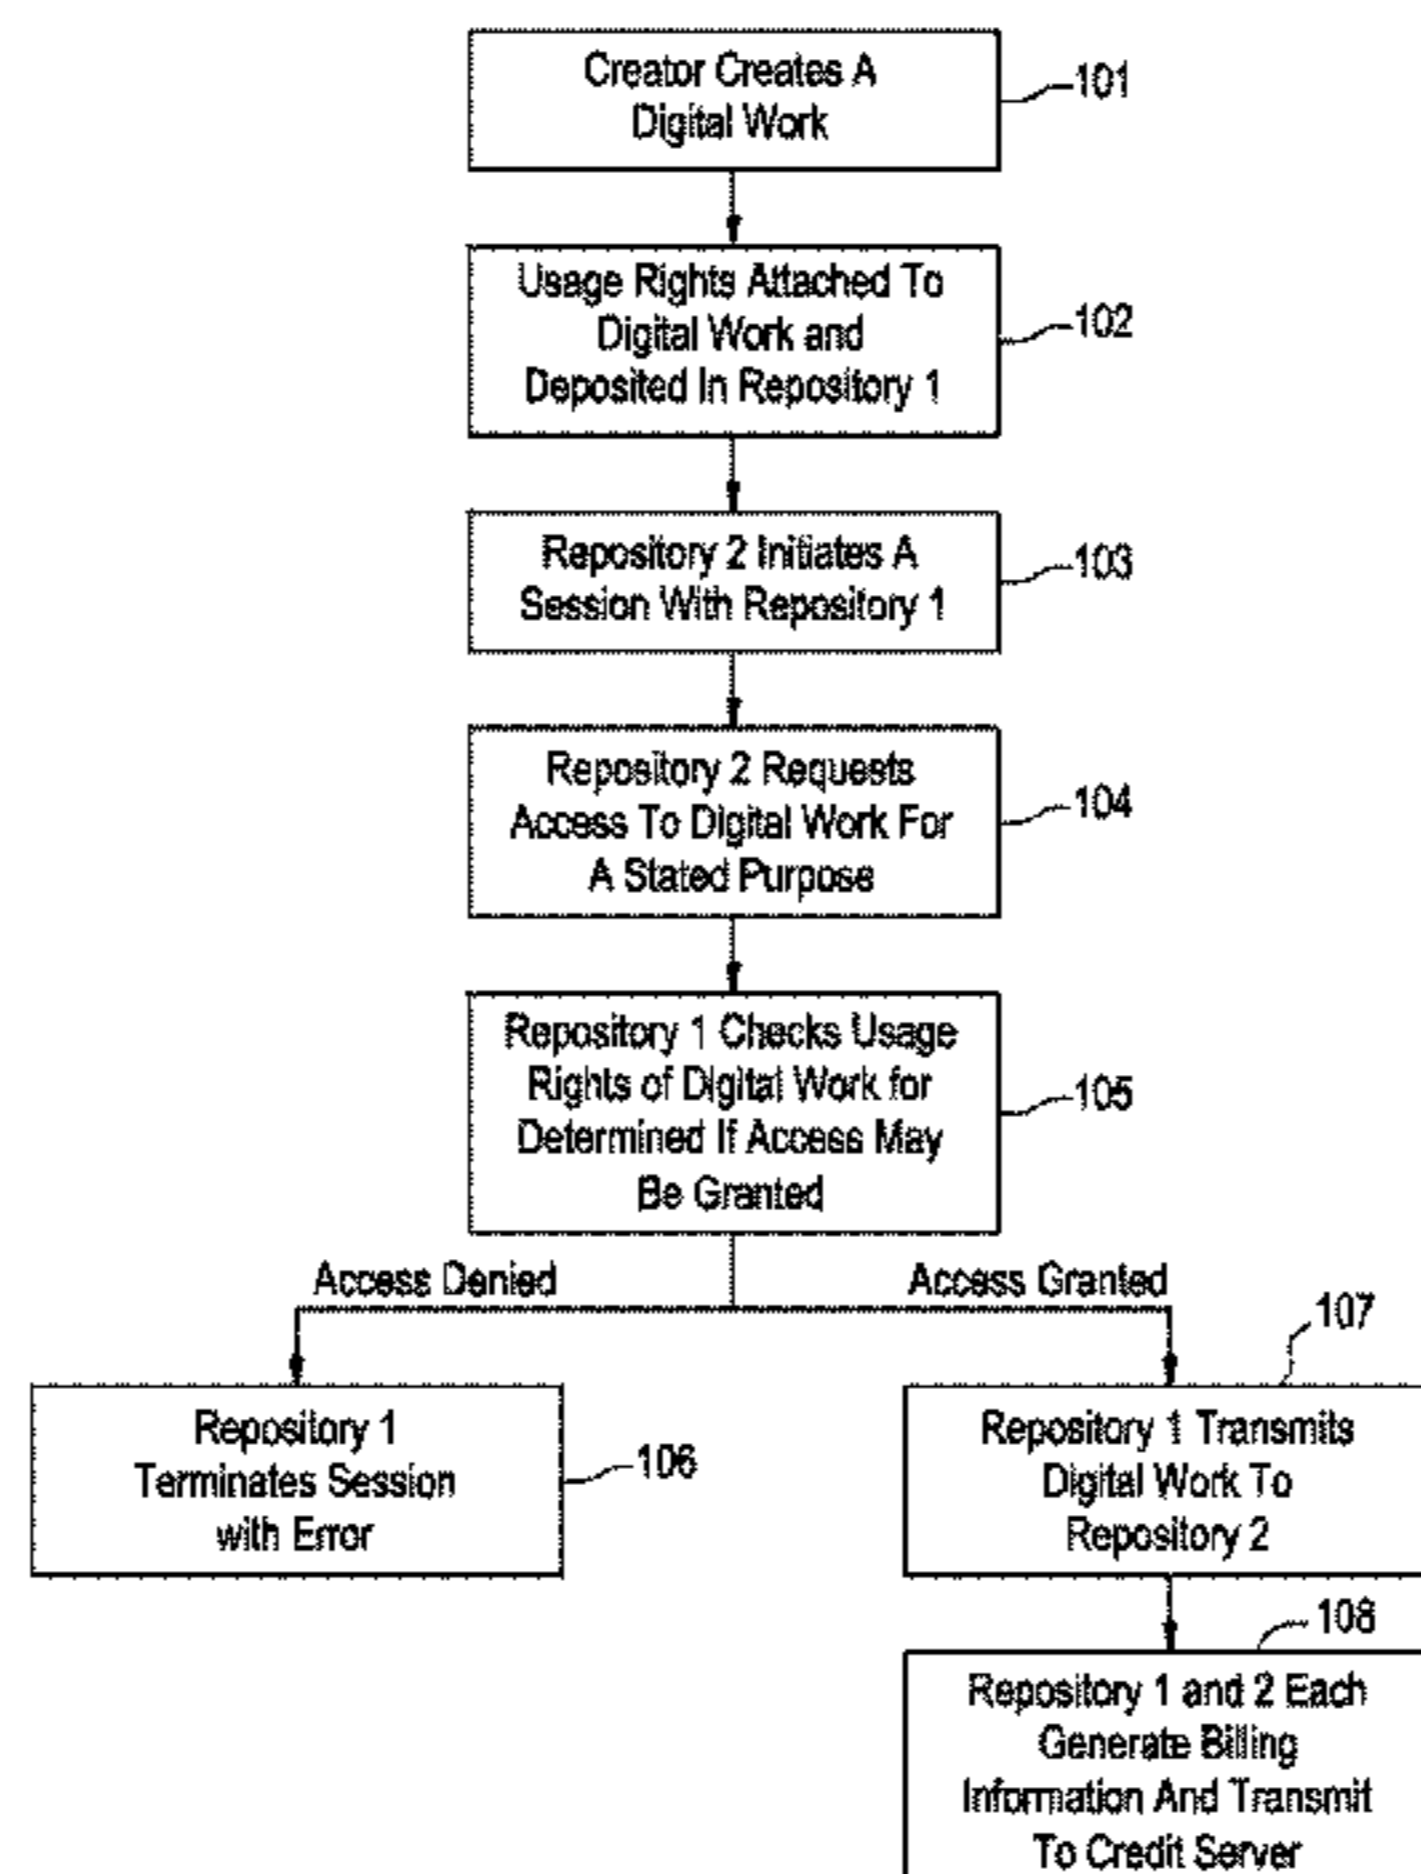 Creator Creates A
Digital Work
101
Usage Rights Attached To
Digital Work and
Deposited In Repository 1
102
Repository 2 Initiates A
Session With Repository 1
103
Repository 2 Requests
Access To Digital Work For
A Stated Purpose
104
Repository 1 Checks Usage
Rights of Digital Work for
Determined If Access May
Be Granted
105
Access Denied
Access Granted
Repository 1
Terminates Session
with Error
106
107
Repository 1 Transmits
Digital Work To
Repository 2
108
Repository 1 and 2 Each
Generate Billing
Information And Transmit
To Credit Server